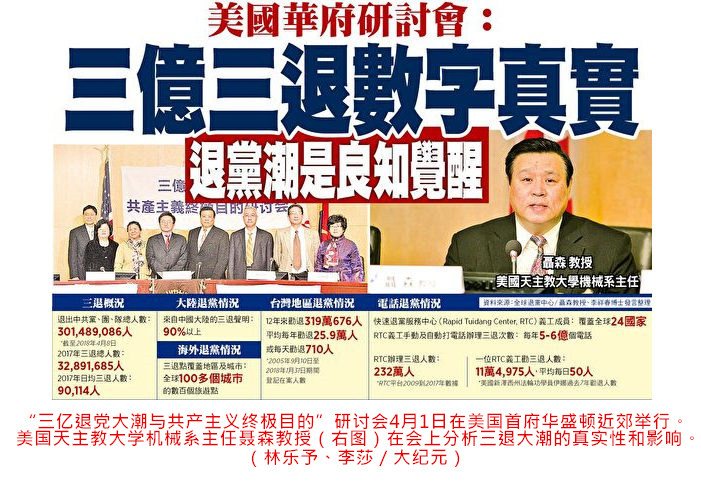 美國華府研討會：
三億三退數字真實
退黨潮是良知覺醒
三億
共產主義終極目的研讨会
聶森 教授
美國天主教大學機械系主任
三退概況
退出中共黨、團、隊總人數：
301,489,086人
*截至2018年4月8日
2017年三退總人數：
32,891,685人
2017年日均三退人數：
90,114人
大陸退黨情況
來自中國大陸的三退聲明：
90%以上
海外退黨情況
三退點覆蓋地區及城市：
全球100多個城市
的數百個旅遊點
台灣地區退黨情況
12年來勸退319萬676人
平均每年勸退25.9萬人
或每天勸退710人
*2005年9月10日至
2018年1月31日期間
登記在案人數
電話退黨情況
資料來源：全球退黨中心/聶森教授、李祥春博士發言整理
快速退黨服務中心（Rapid Tuidang Center, RTC）義工成員：覆蓋全球24國家
RTC義工手動及自動打電話辦理三退次數：每年5-6億個電話
RTC辦理三退人數：
232萬人
*RTC平台2009到2017年數據
一位RTC義工勸三退人數：
11萬4,975人，平均每日50人
*美國新澤西州法輪功學員伊娜過去7年勸退人數
“三亿退党大潮与共产主义终极目的”研讨会4月1日在美国首府华盛顿近郊举行。
美国天主教大学机械系主任聂森教授（右图）在会上分析三退大潮的真实性和影响。
（林乐予、李莎／大纪元）